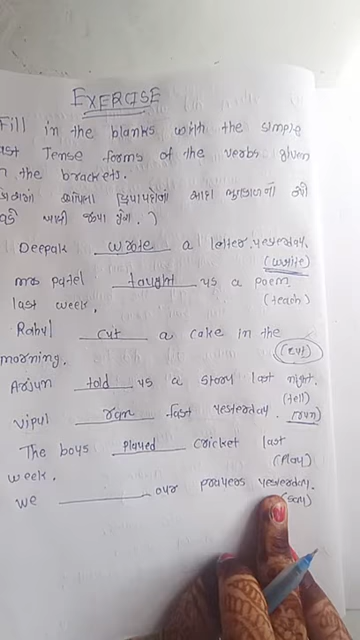 EXERCISE
Fill in the blanks with the simple
ast Tense forms of the verbs given
n the brackets.
Deepak wrote a latter yesterday.
(write)
mrs patel taught us a poem
last week. (teach)
Rahul cut a cake in the
morning. (cut)
Arjun told us a story last night.
(tell)
Vipul ran fast yesterday. (run)
The boys played cricket last
week. (Play)
we ______ our prayers yesterday.
(say)